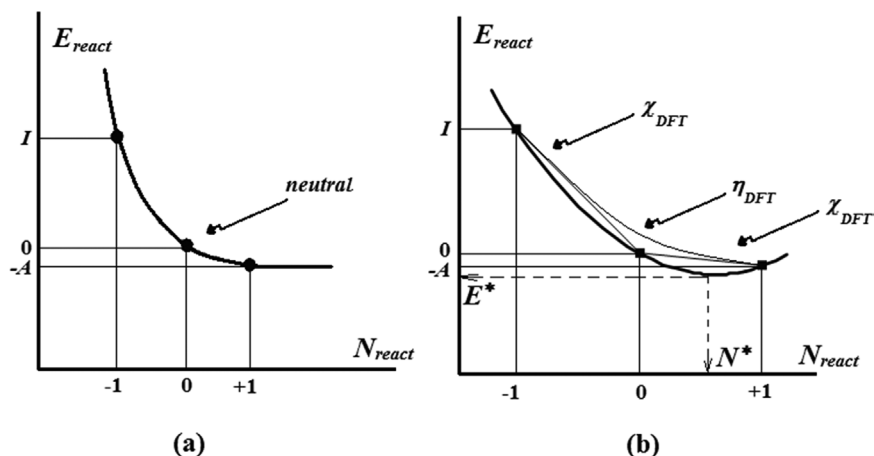 E_react
I
neutral
0
-A
-1 0 +1
N_react
(a)
E_react
I
χ_DFT
η_DFT
χ_DFT
0
-A
E*
N*
-1 0 +1
N_react
(b)